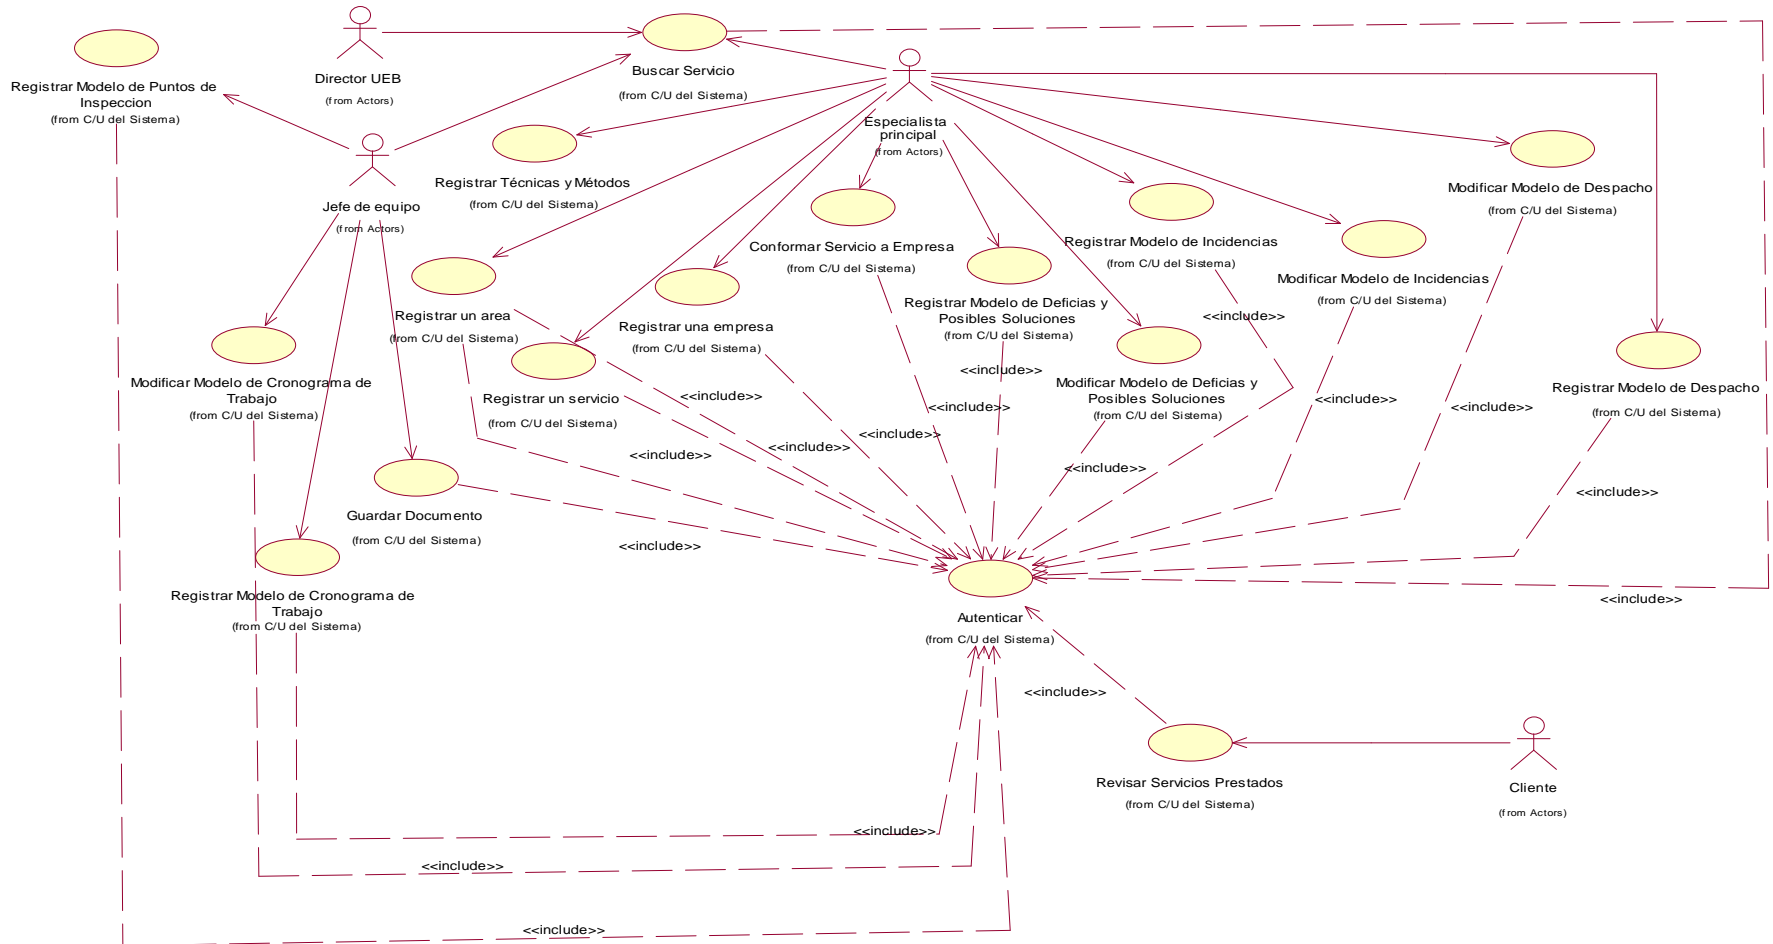 Director UEB
(from Actors)
Buscar Servicio
(from C/U del Sistema)
Registrar Modelo de Puntos de
Inspeccion
(from C/U del Sistema)
Especialista
principal
(from Actors)
Jefe de equipo
(from Actors)
Registrar Técnicas y Métodos
(from C/U del Sistema)
Modificar Modelo de Despacho
(from C/U del Sistema)
Conformar Servicio a Empresa
(from C/U del Sistema)
Registrar Modelo de Incidencias
(from C/U del Sistema)
Modificar Modelo de Incidencias
(from C/U del Sistema)
Registrar un area
(from C/U del Sistema)
Registrar una empresa
(from C/U del Sistema)
Registrar Modelo de Deficias y
Posibles Soluciones
(from C/U del Sistema)
<<include>>
Modificar Modelo de Cronograma de
Trabajo
(from C/U del Sistema)
Registrar un servicio
(from C/U del Sistema)
<<include>>
Modificar Modelo de Deficias y
Posibles Soluciones
(from C/U del Sistema)
Registrar Modelo de Despacho
(from C/U del Sistema)
<<include>>
<<include>>
<<include>>
<<include>>
<<include>>
<<include>>
<<include>>
<<include>>
<<include>>
Guardar Documento
(from C/U del Sistema)
<<include>>
<<include>>
Registrar Modelo de Cronograma de
Trabajo
(from C/U del Sistema)
Autenticar
(from C/U del Sistema)
<<include>>
<<include>>
Revisar Servicios Prestados
(from C/U del Sistema)
Cliente
(from Actors)
<<include>>
<<include>>
<<include>>